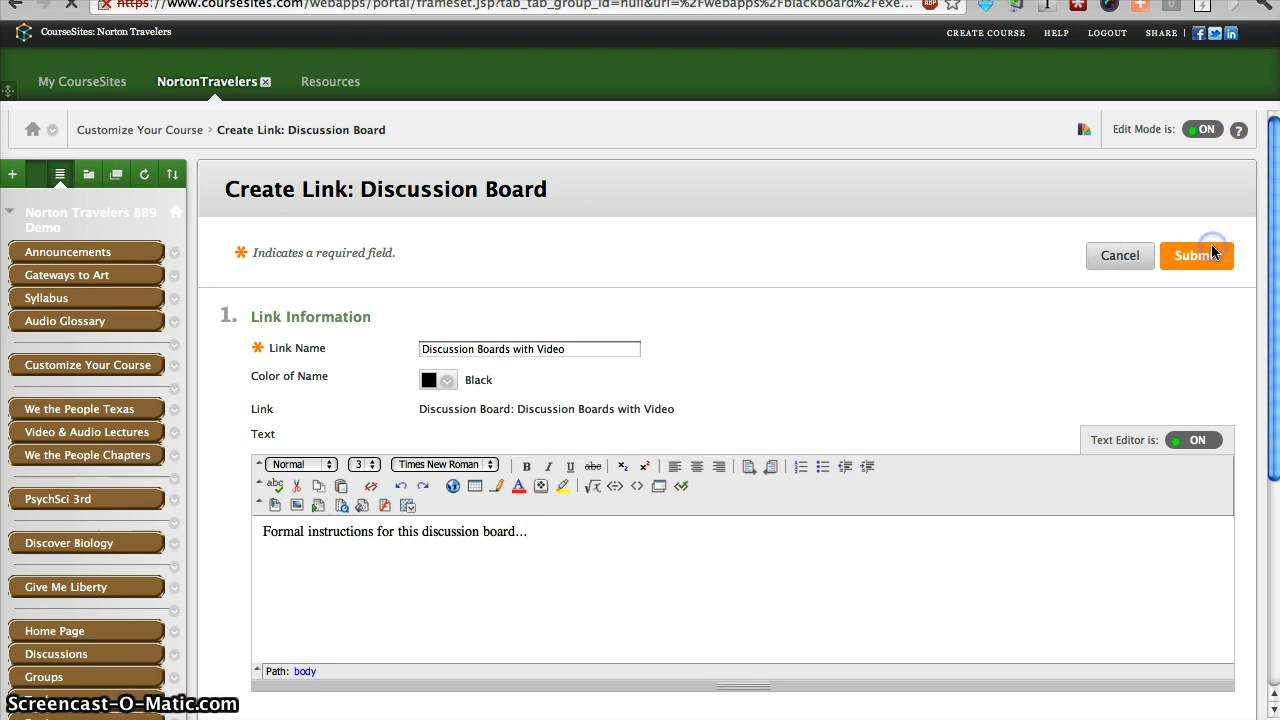 https://www.coursesites.com/webapps/portal/frameset.jsp?tab_tab_group_id=null&url=%2Fwebapps%2Fblackboard%2Fexe...
CourseSites: Norton Travelers
CREATE COURSE HELP LOGOUT SHARE
My CourseSites NortonTravelers Resources
Customize Your Course > Create Link: Discussion Board
Edit Mode is: ON ?
Create Link: Discussion Board
Norton Travelers BB9
Demo
Announcements
Gateways to Art
Syllabus
Audio Glossary
Customize Your Course
We the People Texas
Video & Audio Lectures
We the People Chapters
PsychSci 3rd
Discover Biology
Give Me Liberty
Home Page
Discussions
Groups
* Indicates a required field.
Cancel Submit
1. Link Information
* Link Name Discussion Boards with Video
Color of Name Black
Link Discussion Board: Discussion Boards with Video
Text
Text Editor is: ON
Normal 3 Times New Roman B I U abc
abc
Formal instructions for this discussion board...
Path: body
Screencast-O-Matic.com